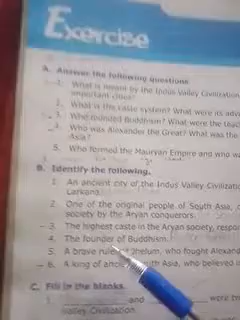 Exercise
A. Answer the following questions.
1. What is meant by the Indus Valley Civilization
important cities?
2. What is the caste system? What were its adv
3. Who founded Buddhism? What were the teac
4. Who was Alexander the Great? What was the
Asia?
5. Who formed the Mauryan Empire and who wa
B. Identify the following.
1. An ancient city of the Indus Valley Civilizatio
Larkana.
2. One of the original people of South Asia,
society by the Aryan conquerors.
3. The highest caste in the Aryan society, respon
4. The founder of Buddhism.
5. A brave ruler of Jhelum, who fought Alexand
6. A king of ancient South Asia, who believed i
C. Fill in the blanks.
1. and were tw
Valley Civilization